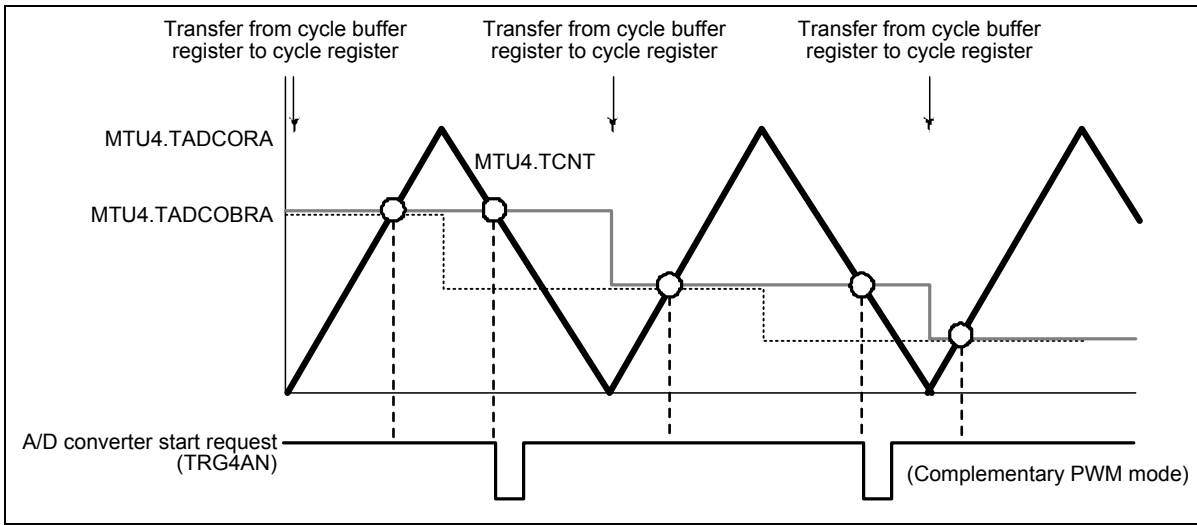 Transfer from cycle buffer
register to cycle register
Transfer from cycle buffer
register to cycle register
Transfer from cycle buffer
register to cycle register
MTU4.TADCORA
MTU4.TCNT
MTU4.TADCOBRA
A/D converter start request
(TRG4AN)
(Complementary PWM mode)